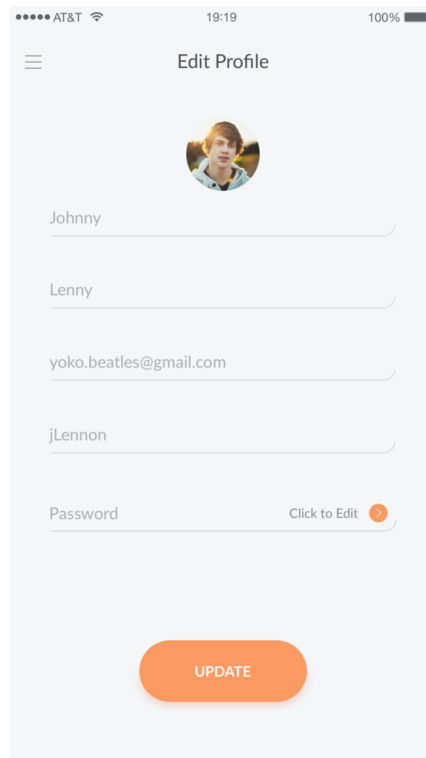 AT&T 19:19 100%
Edit Profile
Johnny
Lenny
yoko.beatles@gmail.com
jLennon
Password Click to Edit
UPDATE